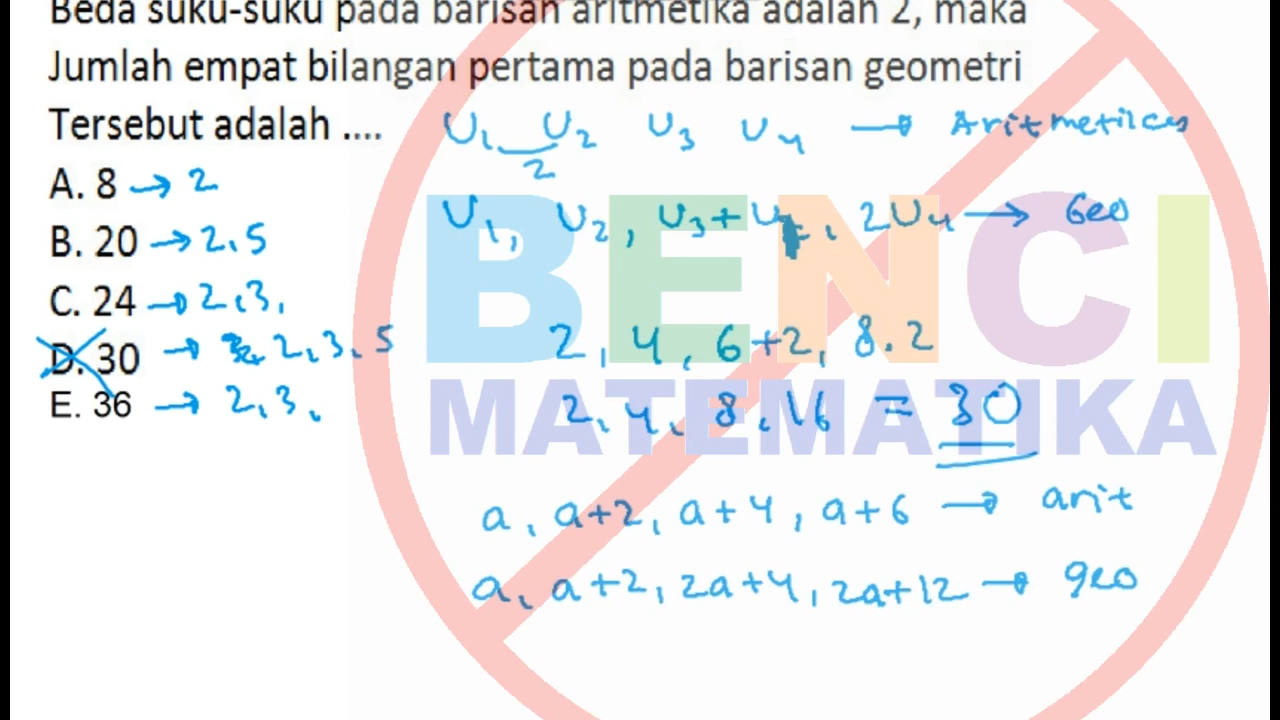 Beda suku-suku pada barisan aritmetika adalah 2, maka
Jumlah empat bilangan pertama pada barisan geometri
Tersebut adalah ....
U₁ U₂ U₃ U₄ → Aritmetika
2
A. 8 → 2
U₁, U₂, U₃+U₁, 2U₄ → Geo
B. 20 → 2,5
C. 24 → 2,3,
D. 30 → 2,3,5
2, 4, 6+2, 8.2
E. 36 → 2,3,
2, 4, 8, 16 = 30
BENCI
MATEMATIKA
a, a+2, a+4, a+6 → arit
a, a+2, 2a+4, 2a+12 → geo